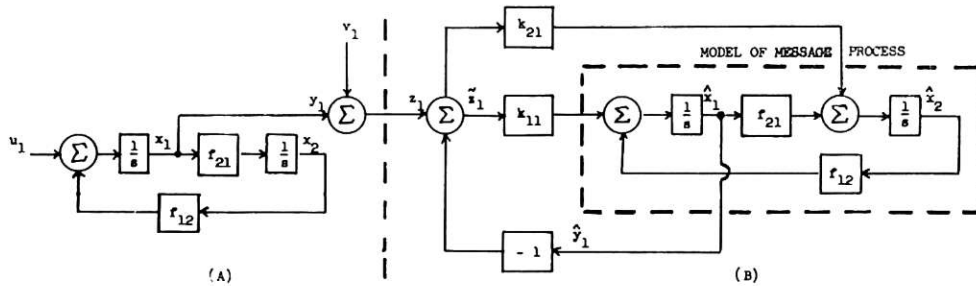 v₁
k₂₁
MODEL OF MESSAGE PROCESS
y₁
z₁
z̃₁
k₁₁
Σ
Σ
Σ
1/s
x̂₁
f₂₁
Σ
1/s
x̂₂
u₁
Σ
1/s
x₁
f₂₁
1/s
x₂
f₁₂
f₁₂
- 1
ŷ₁
(A)
(B)